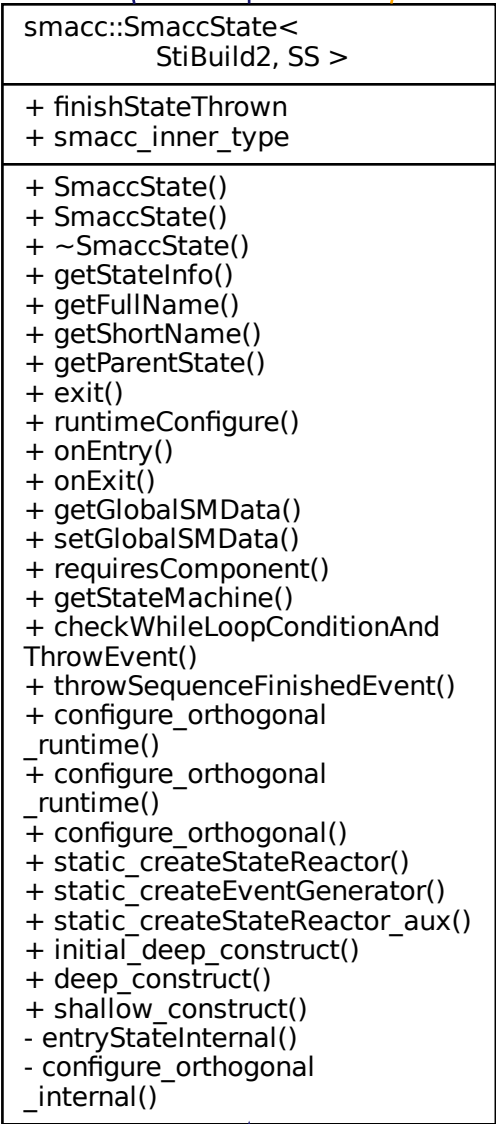 smacc::SmaccState<
StiBuild2, SS >
+ finishStateThrown
+ smacc_inner_type
+ SmaccState()
+ SmaccState()
+ ~SmaccState()
+ getStateInfo()
+ getFullName()
+ getShortName()
+ getParentState()
+ exit()
+ runtimeConfigure()
+ onEntry()
+ onExit()
+ getGlobalSMData()
+ setGlobalSMData()
+ requiresComponent()
+ getStateMachine()
+ checkWhileLoopConditionAnd
ThrowEvent()
+ throwSequenceFinishedEvent()
+ configure_orthogonal
_runtime()
+ configure_orthogonal
_runtime()
+ configure_orthogonal()
+ static_createStateReactor()
+ static_createEventGenerator()
+ static_createStateReactor_aux()
+ initial_deep_construct()
+ deep_construct()
+ shallow_construct()
- entryStateInternal()
- configure_orthogonal
_internal()